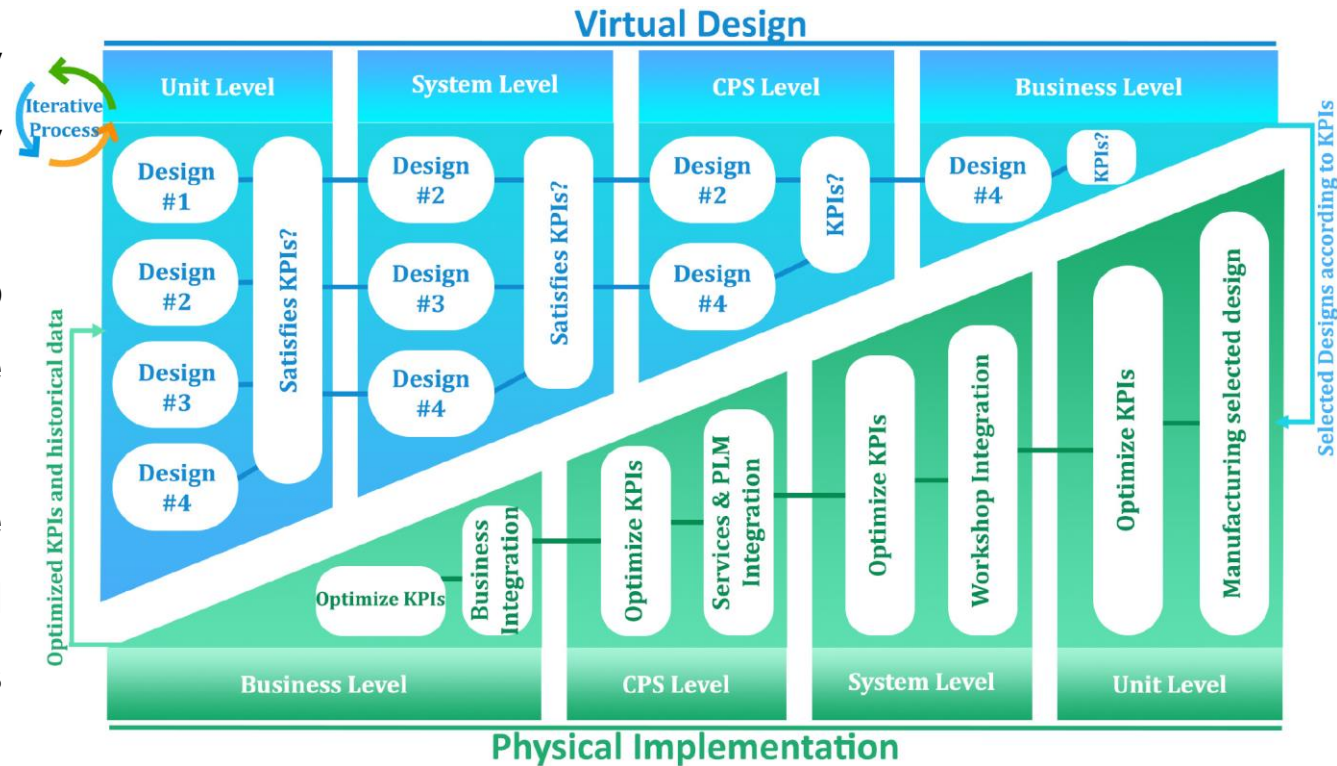 Virtual Design
Unit Level
System Level
CPS Level
Business Level
Iterative
Process
Design
#1
Design
#2
Design
#3
Design
#4
Satisfies KPIs?
Design
#2
Design
#3
Design
#4
Satisfies KPIs?
Design
#2
Design
#4
KPIs?
Design
#4
KPIs?
Selected Designs according to KPIs
Optimized KPIs and historical data
Optimize KPIs
Business
Integration
Optimize KPIs
Services & PLM
Integration
Optimize KPIs
Workshop Integration
Optimize KPIs
Manufacturing selected design
Business Level
CPS Level
System Level
Unit Level
Physical Implementation